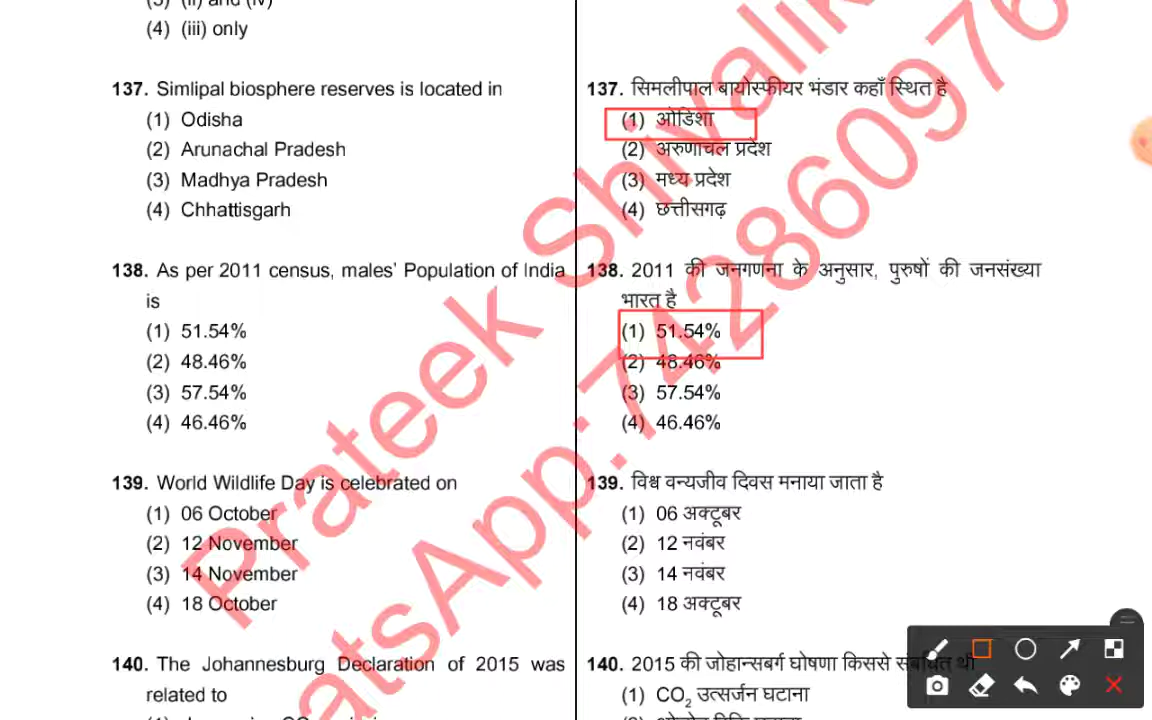 (3) (ii) and (iv)
(4) (iii) only
137. Simlipal biosphere reserves is located in
(1) Odisha
(2) Arunachal Pradesh
(3) Madhya Pradesh
(4) Chhattisgarh
138. As per 2011 census, males' Population of India
is
(1) 51.54%
(2) 48.46%
(3) 57.54%
(4) 46.46%
139. World Wildlife Day is celebrated on
(1) 06 October
(2) 12 November
(3) 14 November
(4) 18 October
140. The Johannesburg Declaration of 2015 was
related to
137. सिमलीपाल बायोस्फीयर भंडार कहाँ स्थित है
(1) ओडिशा
(2) अरुणाचल प्रदेश
(3) मध्य प्रदेश
(4) छत्तीसगढ़
138. 2011 की जनगणना के अनुसार, पुरुषों की जनसंख्या
भारत है
(1) 51.54%
(2) 48.46%
(3) 57.54%
(4) 46.46%
139. विश्व वन्यजीव दिवस मनाया जाता है
(1) 06 अक्टूबर
(2) 12 नवंबर
(3) 14 नवंबर
(4) 18 अक्टूबर
140. 2015 की जोहान्सबर्ग घोषणा किससे संबंधित थी
(1) CO₂ उत्सर्जन घटाना
Prateek Shivalik
atsApp:742860976